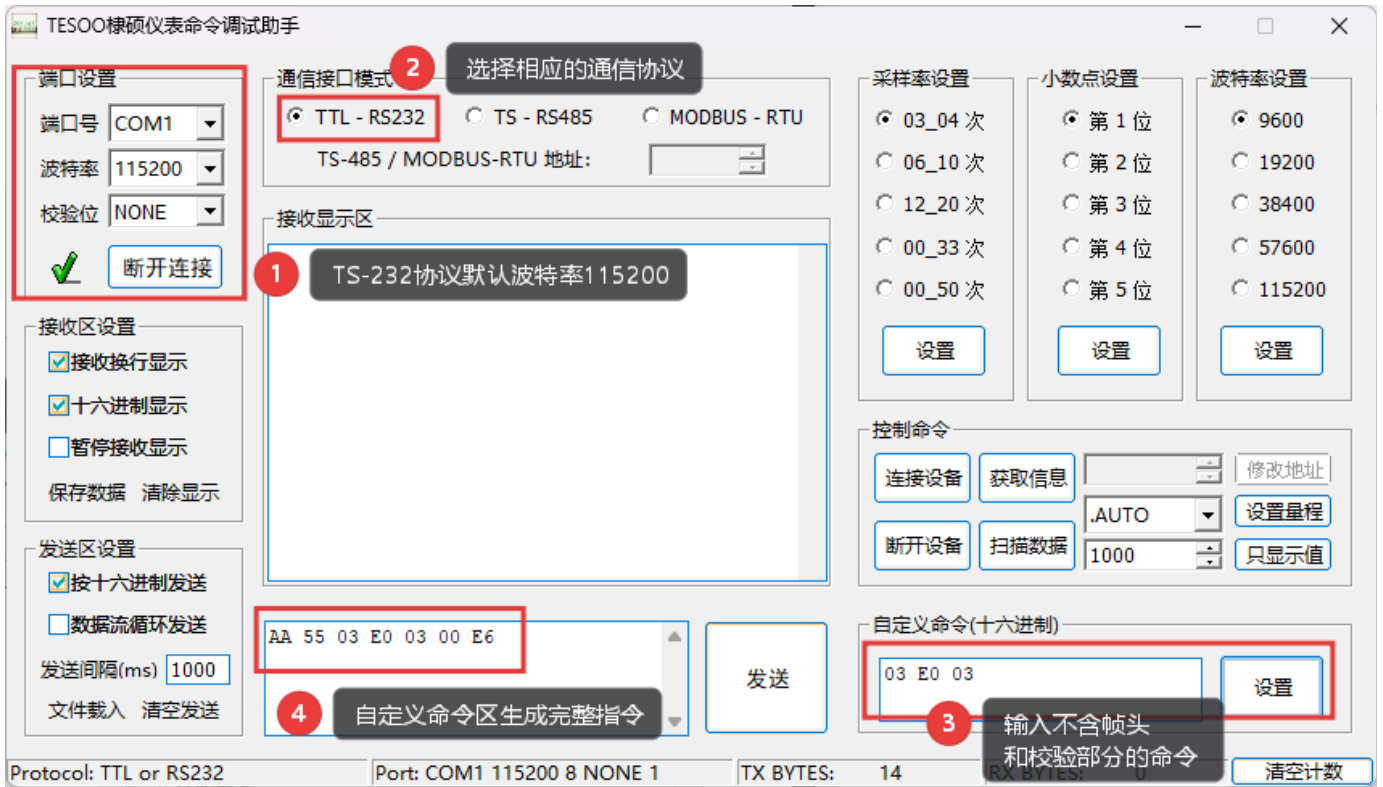 TESOO棣硕仪表命令调试助手
端口设置
端口号 COM1
波特率 115200
校验位 NONE
断开连接
通信接口模式
2
选择相应的通信协议
TTL - RS232 TS - RS485 MODBUS - RTU
TS-485 / MODBUS-RTU 地址:
接收显示区
1
TS-232协议默认波特率115200
接收区设置
接收换行显示
十六进制显示
暂停接收显示
保存数据 清除显示
发送区设置
按十六进制发送
数据流循环发送
发送间隔(ms) 1000
文件载入 清空发送
AA 55 03 E0 03 00 E6
4
自定义命令区生成完整指令
发送
采样率设置
03_04 次
06_10 次
12_20 次
00_33 次
00_50 次
设置
小数点设置
第 1 位
第 2 位
第 3 位
第 4 位
第 5 位
设置
波特率设置
9600
19200
38400
57600
115200
设置
控制命令
连接设备 获取信息 修改地址
.AUTO 设置量程
断开设备 扫描数据 1000 只显示值
自定义命令(十六进制)
03 E0 03
设置
3
输入不含帧头
和校验部分的命令
Protocol: TTL or RS232 Port: COM1 115200 8 NONE 1 TX BYTES: 14 RX BYTES: 0 清空计数